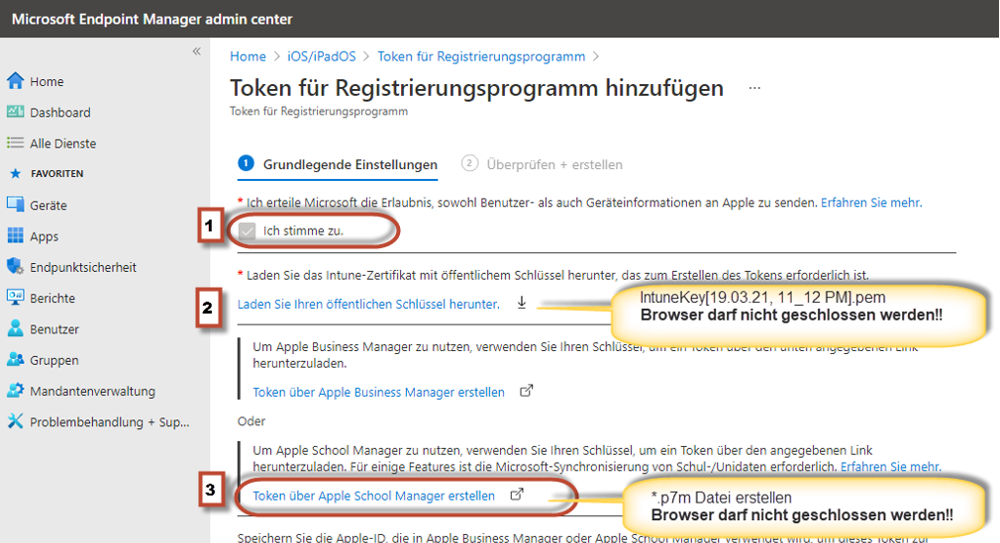 Microsoft Endpoint Manager admin center
«
Home > iOS/iPadOS > Token für Registrierungsprogramm >
Token für Registrierungsprogramm hinzufügen ...
Token für Registrierungsprogramm
Home
Dashboard
Alle Dienste
FAVORITEN
Geräte
Apps
Endpunktsicherheit
Berichte
Benutzer
Gruppen
Mandantenverwaltung
Problembehandlung + Sup...
1 Grundlegende Einstellungen 2 Überprüfen + erstellen
* Ich erteile Microsoft die Erlaubnis, sowohl Benutzer- als auch Geräteinformationen an Apple zu senden. Erfahren Sie mehr.
1 Ich stimme zu.
* Laden Sie das Intune-Zertifikat mit öffentlichem Schlüssel herunter, das zum Erstellen des Tokens erforderlich ist.
2 Laden Sie Ihren öffentlichen Schlüssel herunter.
IntuneKey[19.03.21, 11_12 PM].pem
Browser darf nicht geschlossen werden!!
Um Apple Business Manager zu nutzen, verwenden Sie Ihren Schlüssel, um ein Token über den unten angegebenen Link
herunterzuladen.
Token über Apple Business Manager erstellen
Oder
Um Apple School Manager zu nutzen, verwenden Sie Ihren Schlüssel, um ein Token über den angegebenen Link
herunterzuladen. Für einige Features ist die Microsoft-Synchronisierung von Schul-/Unidaten erforderlich. Erfahren Sie mehr.
3 Token über Apple School Manager erstellen
*.p7m Datei erstellen
Browser darf nicht geschlossen werden!!
Speichern Sie die Apple-ID, die in Apple Business Manager oder Apple School Manager verwendet wird, um dieses Token zu